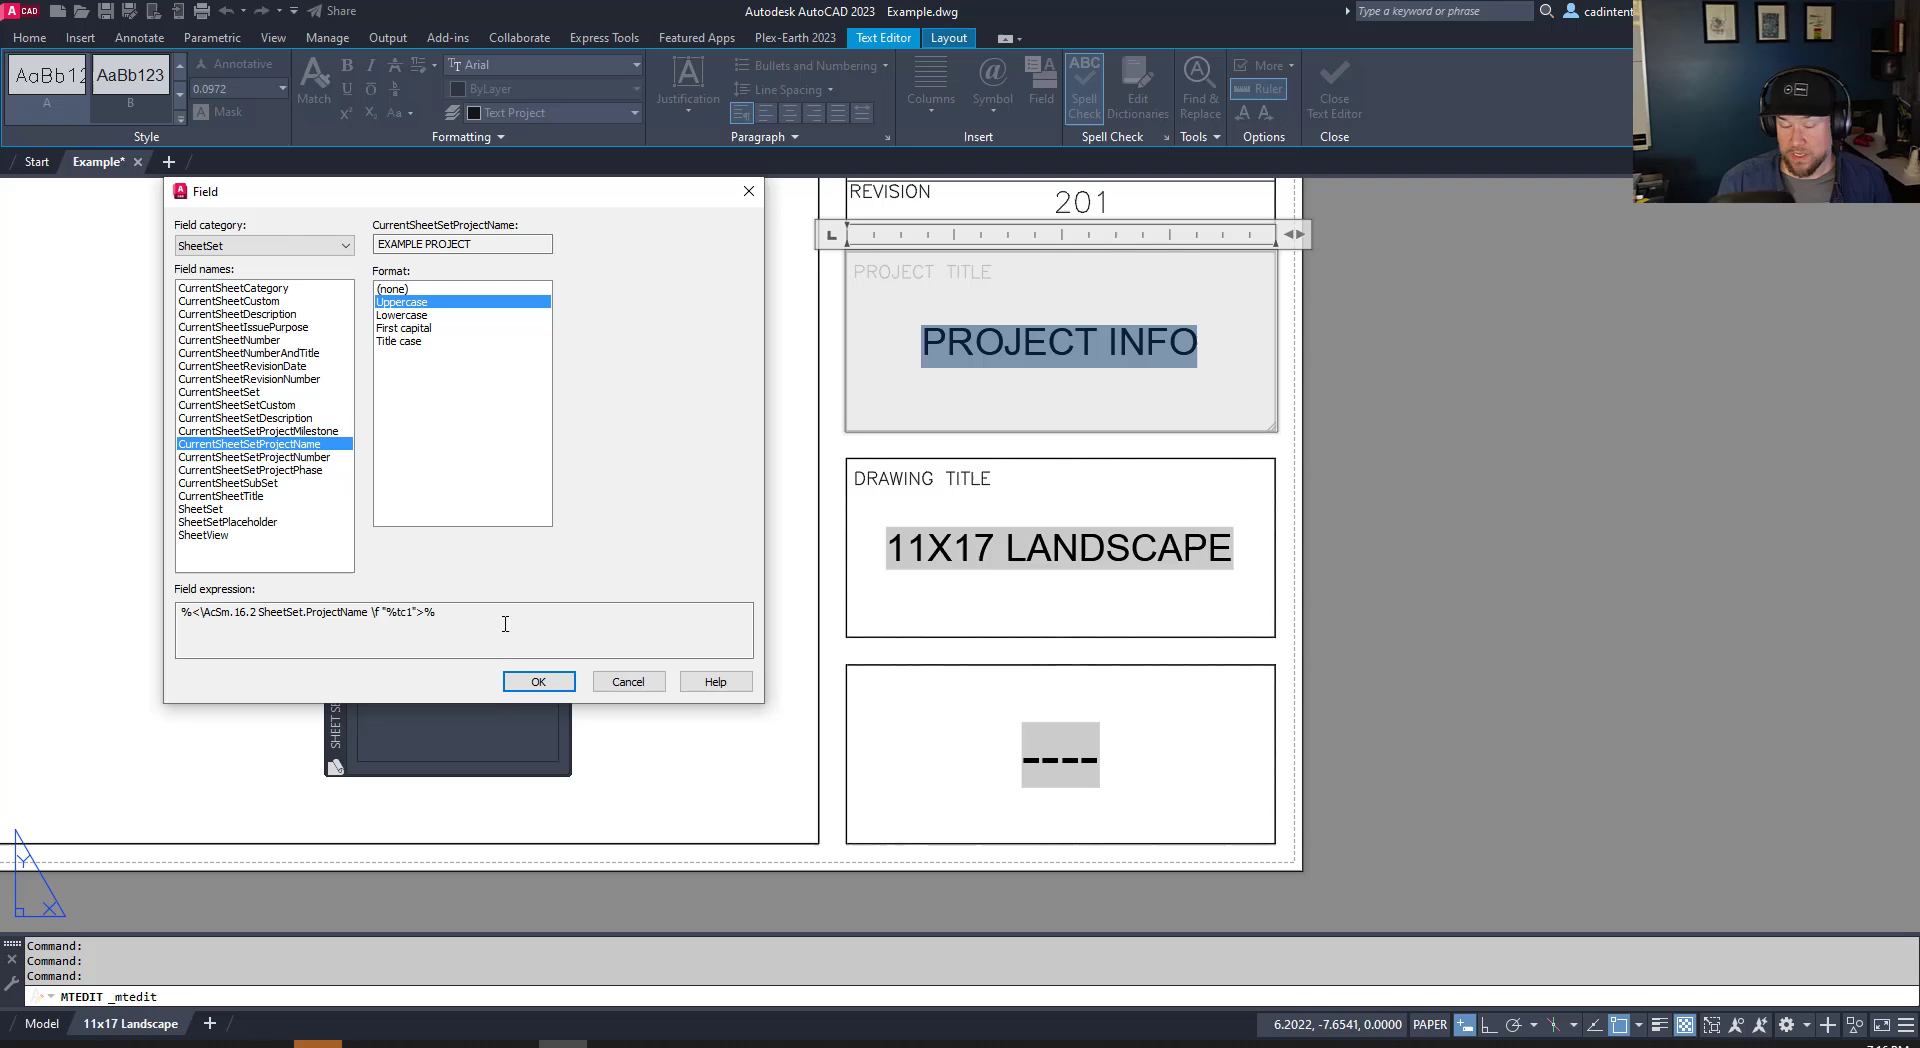 A CAD Share Autodesk AutoCAD 2023 Example.dwg Type a keyword or phrase cadintent
Home Insert Annotate Parametric View Manage Output Add-ins Collaborate Express Tools Featured Apps Plex-Earth 2023 Text Editor Layout
AaBb12 AaBb123 Annotative Match B I Arial Justification Bullets and Numbering Columns Symbol Field ABC Spell Check Edit Dictionaries Find & Replace More Close Text Editor
A B 0.0972 U O ByLayer Line Spacing Ruler
Mask Aa Text Project
Style Formatting Paragraph Insert Spell Check Tools Options Close
Start Example*
Field
Field category:
SheetSet
Field names:
CurrentSheetCategory
CurrentSheetCustom
CurrentSheetDescription
CurrentSheetIssuePurpose
CurrentSheetNumber
CurrentSheetNumberAndTitle
CurrentSheetRevisionDate
CurrentSheetRevisionNumber
CurrentSheetSet
CurrentSheetSetCustom
CurrentSheetSetDescription
CurrentSheetSetProjectMilestone
CurrentSheetSetProjectName
CurrentSheetSetProjectNumber
CurrentSheetSetProjectPhase
CurrentSheetSubSet
CurrentSheetTitle
SheetSet
SheetSetPlaceholder
SheetView
CurrentSheetSetProjectName:
EXAMPLE PROJECT
Format:
(none)
Uppercase
Lowercase
First capital
Title case
Field expression:
%<\AcSm.16.2 SheetSet.ProjectName \f "%tc1">%
OK Cancel Help
SHEET SE
REVISION 201
L
PROJECT TITLE
PROJECT INFO
DRAWING TITLE
11X17 LANDSCAPE
----
Y
X
Command:
Command:
Command:
MTEDIT _mtedit
Model 11x17 Landscape 6.2022, -7.6541, 0.0000 PAPER